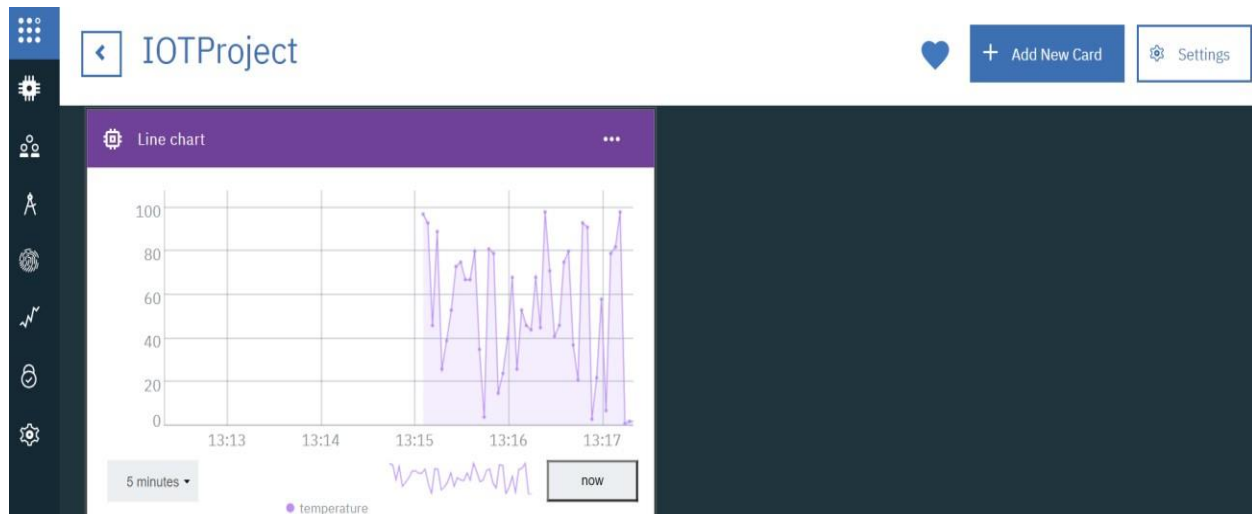 IOTProject
+ Add New Card
Settings
Line chart
100
80
60
40
20
0
13:13 13:14 13:15 13:16 13:17
5 minutes
now
temperature